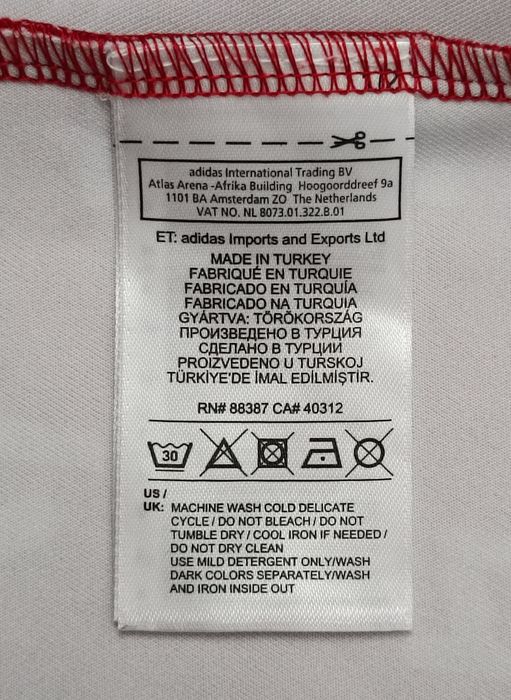 adidas International Trading BV
Atlas Arena -Afrika Building Hoogoorddreef 9a
1101 BA Amsterdam ZO The Netherlands
VAT NO. NL 8073.01.322.B.01
ET: adidas Imports and Exports Ltd
MADE IN TURKEY
FABRIQUÉ EN TURQUIE
FABRICADO EN TURQUÍA
FABRICADO NA TURQUIA
GYÁRTVA: TÖRÖKORSZÁG
ПРОИЗВЕДЕНО В ТУРЦИЯ
СДЕЛАНО В ТУРЦИИ
PROIZVEDENO U TURSKOJ
TÜRKİYE'DE İMAL EDİLMİŞTİR.
RN# 88387 CA# 40312
30
US /
UK: MACHINE WASH COLD DELICATE
CYCLE / DO NOT BLEACH / DO NOT
TUMBLE DRY / COOL IRON IF NEEDED /
DO NOT DRY CLEAN
USE MILD DETERGENT ONLY/WASH
DARK COLORS SEPARATELY/WASH
AND IRON INSIDE OUT